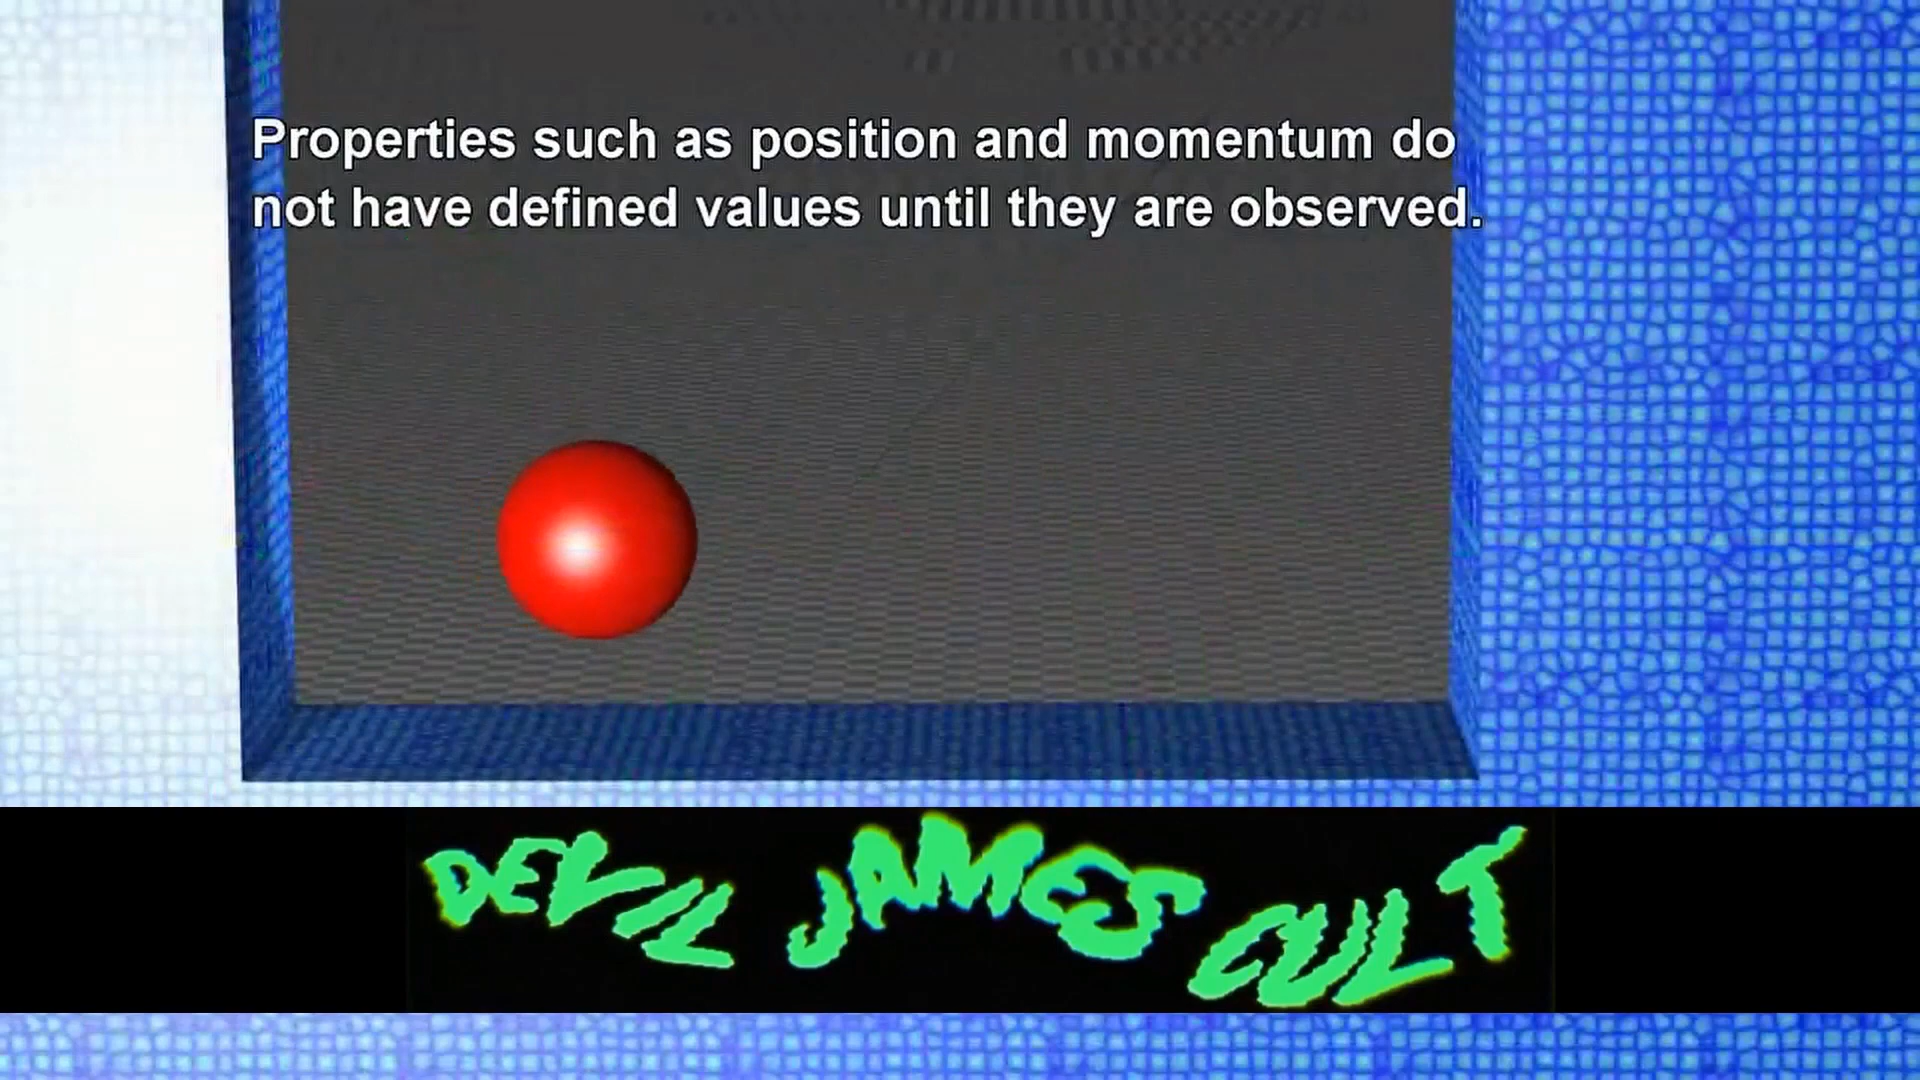 Properties such as position and momentum do
not have defined values until they are observed.
DEVIL JAMES CULT